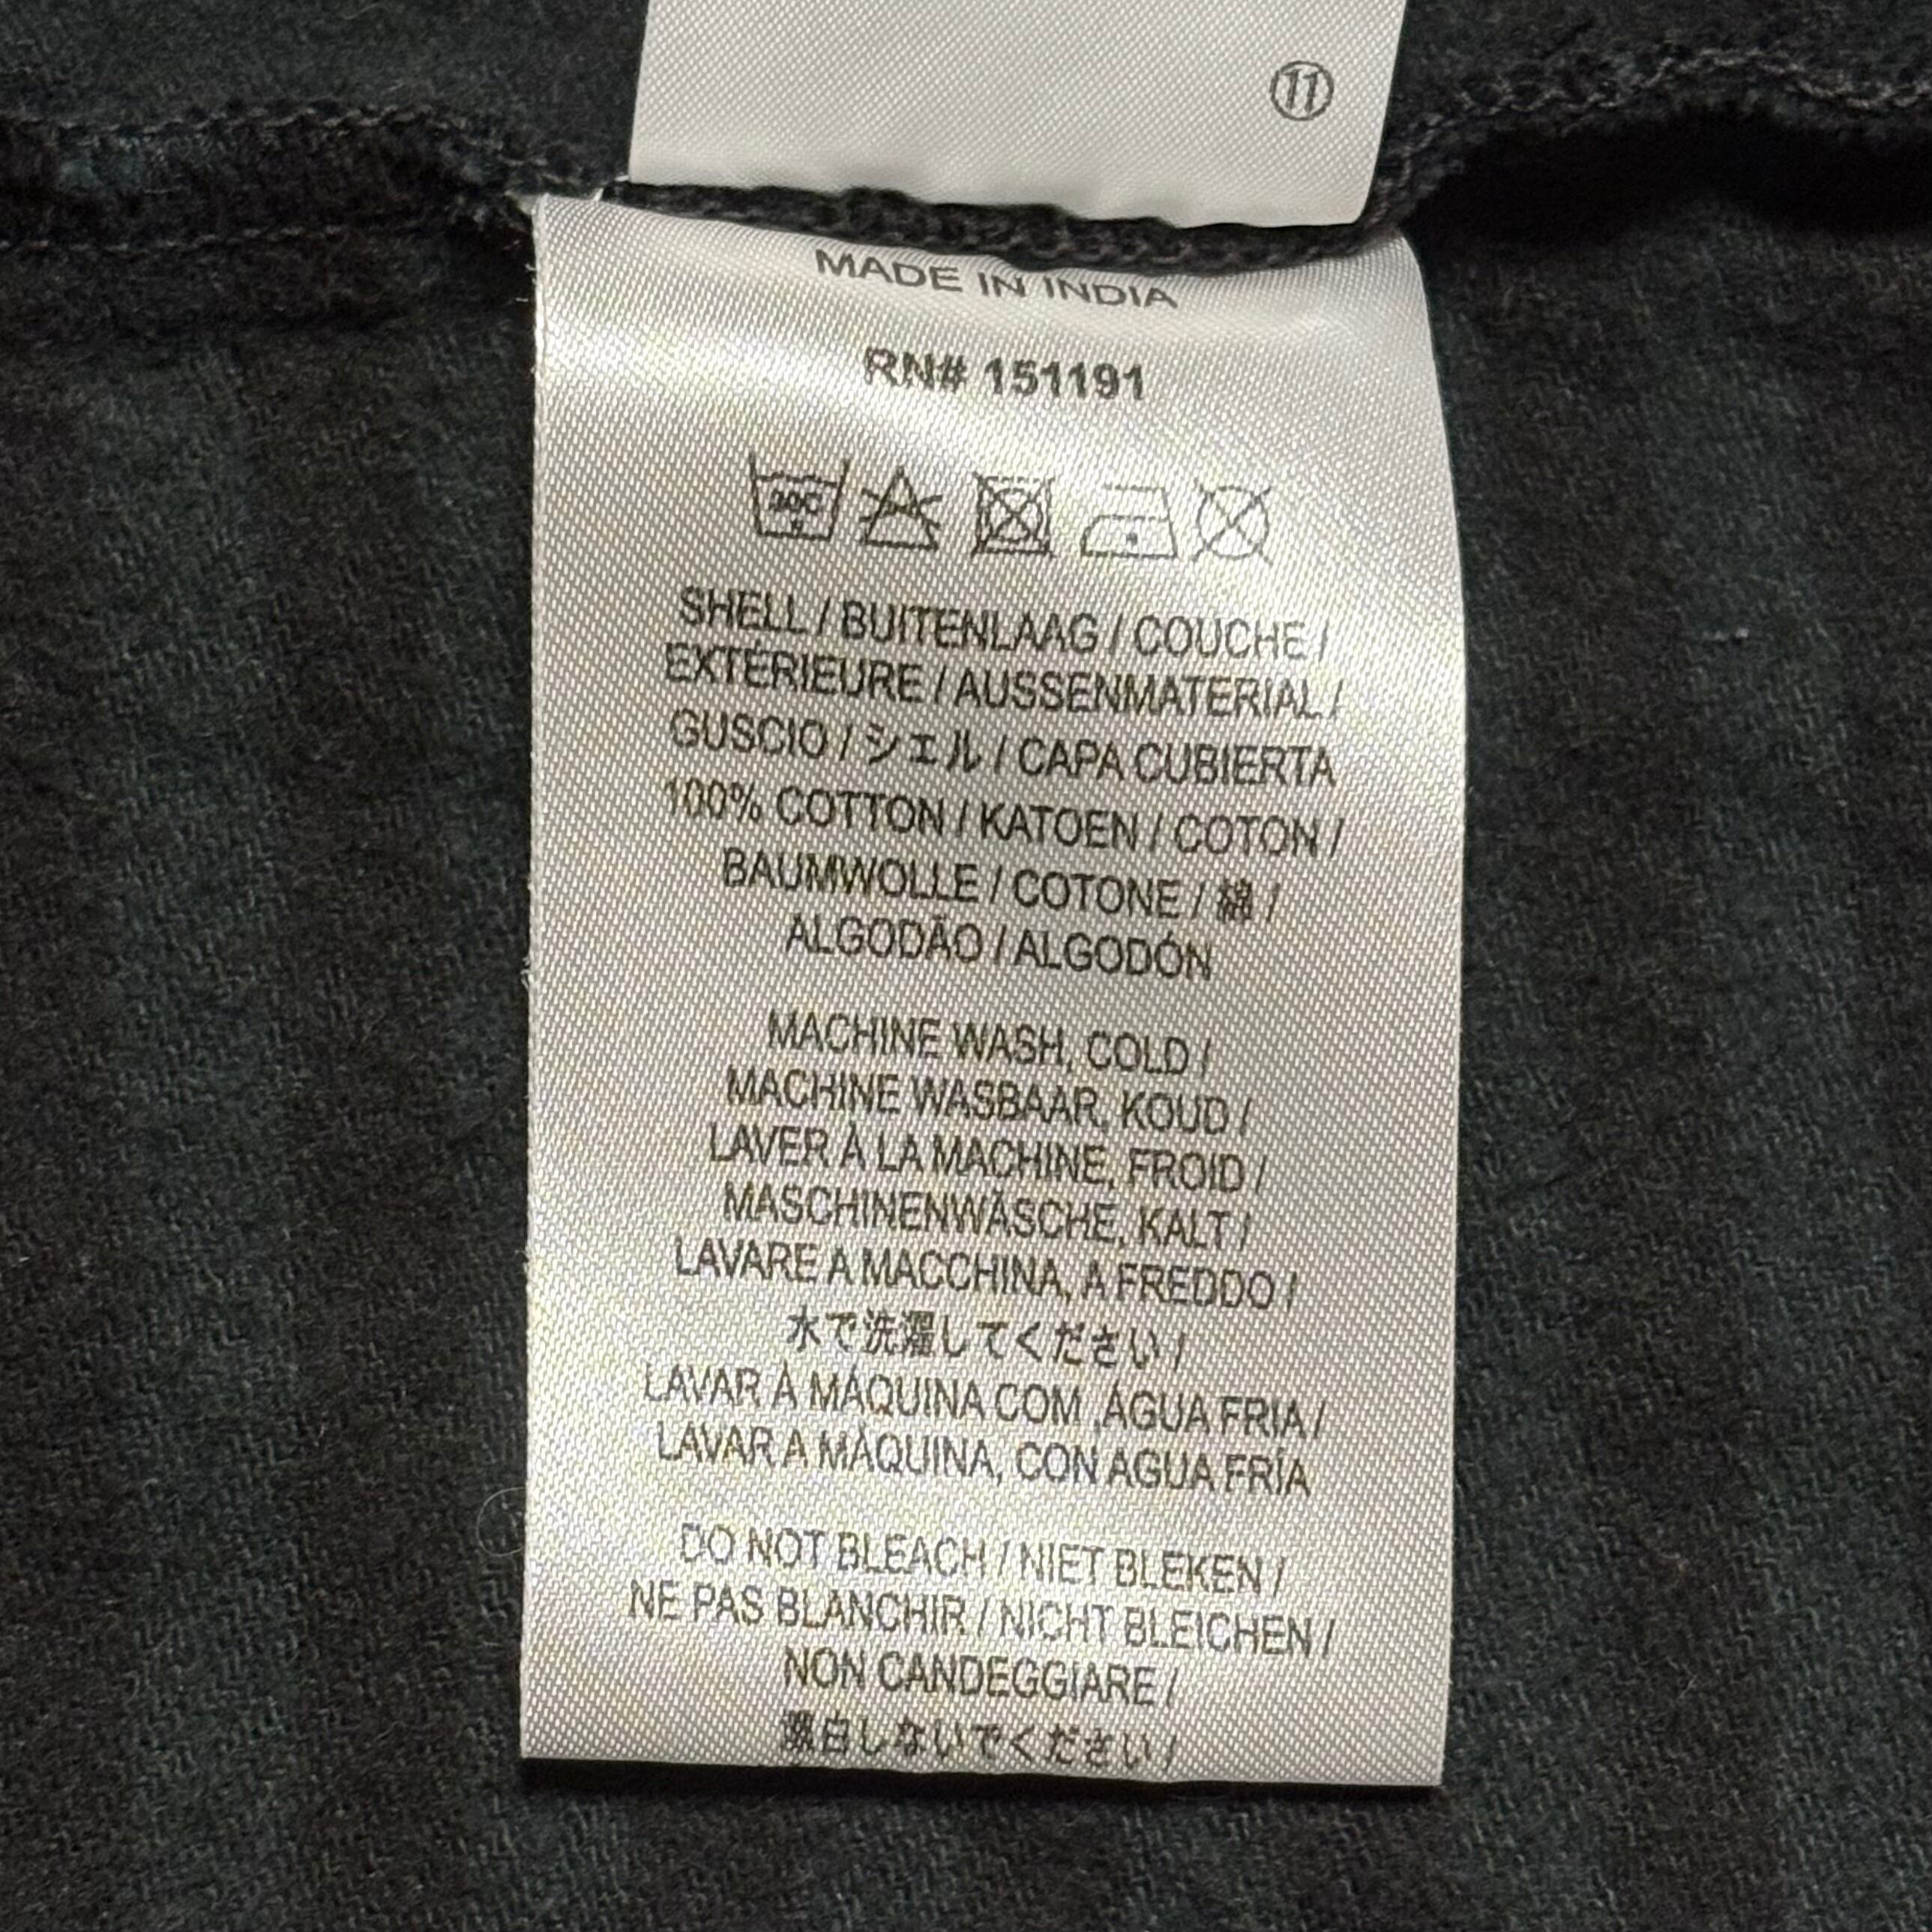 ⑪
MADE IN INDIA
RN# 151191
30C
SHELL / BUITENLAAG / COUCHE /
EXTÉRIEURE / AUSSENMATERIAL /
GUSCIO / シェル / CAPA CUBIERTA
100% COTTON / KATOEN / COTON /
BAUMWOLLE / COTONE / 綿 /
ALGODÃO / ALGODÓN
MACHINE WASH, COLD /
MACHINE WASBAAR, KOUD /
LAVER À LA MACHINE, FROID /
MASCHINENWÄSCHE, KALT /
LAVARE A MACCHINA, A FREDDO /
水で洗濯してください /
LAVAR À MÁQUINA COM ,ÁGUA FRIA /
LAVAR A MÁQUINA, CON AGUA FRÍA
DO NOT BLEACH / NIET BLEKEN /
NE PAS BLANCHIR / NICHT BLEICHEN /
NON CANDEGGIARE /
漂白しないでください /